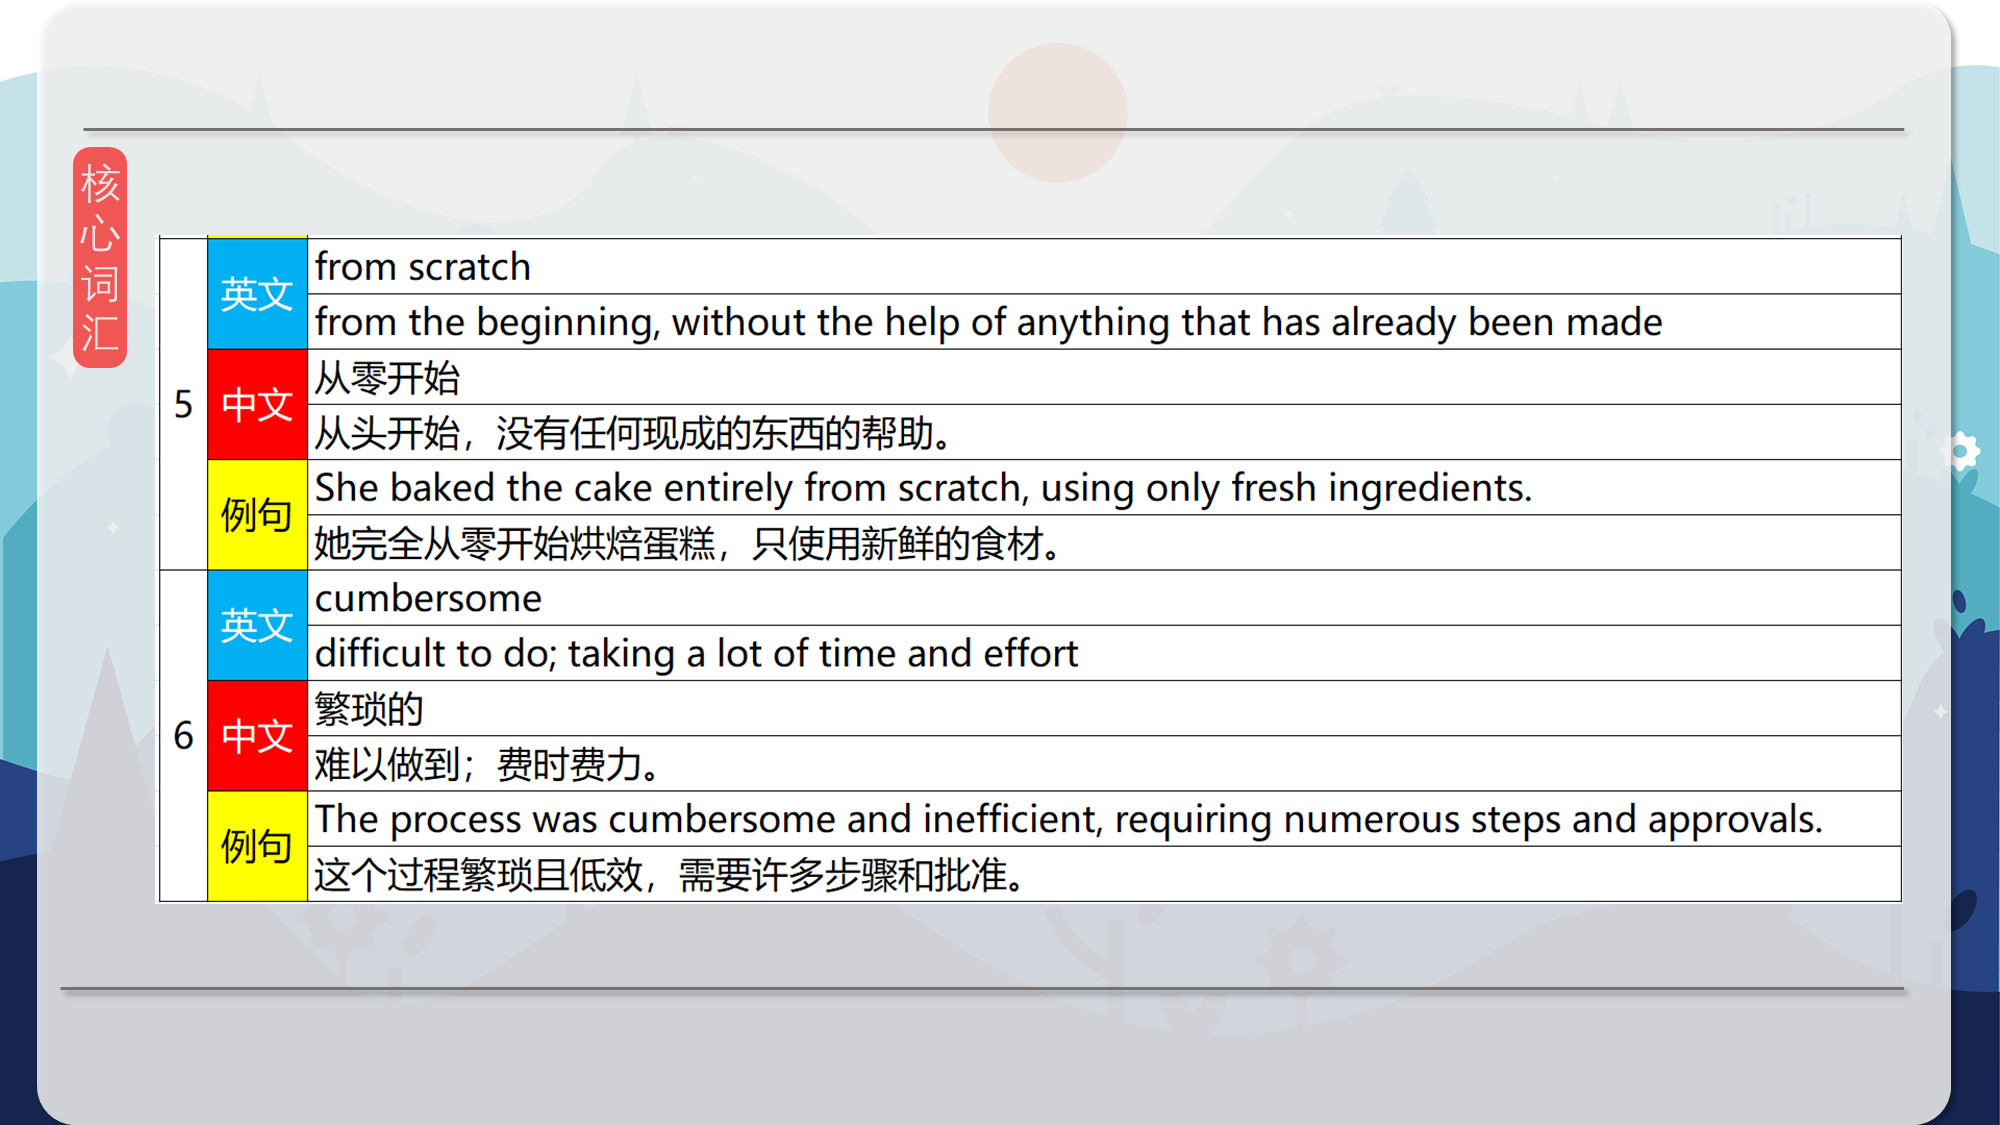 核心词汇
5
英文
from scratch
from the beginning, without the help of anything that has already been made
中文
从零开始
从头开始，没有任何现成的东西的帮助。
例句
She baked the cake entirely from scratch, using only fresh ingredients.
她完全从零开始烘焙蛋糕，只使用新鲜的食材。
6
英文
cumbersome
difficult to do; taking a lot of time and effort
中文
繁琐的
难以做到；费时费力。
例句
The process was cumbersome and inefficient, requiring numerous steps and approvals.
这个过程繁琐且低效，需要许多步骤和批准。